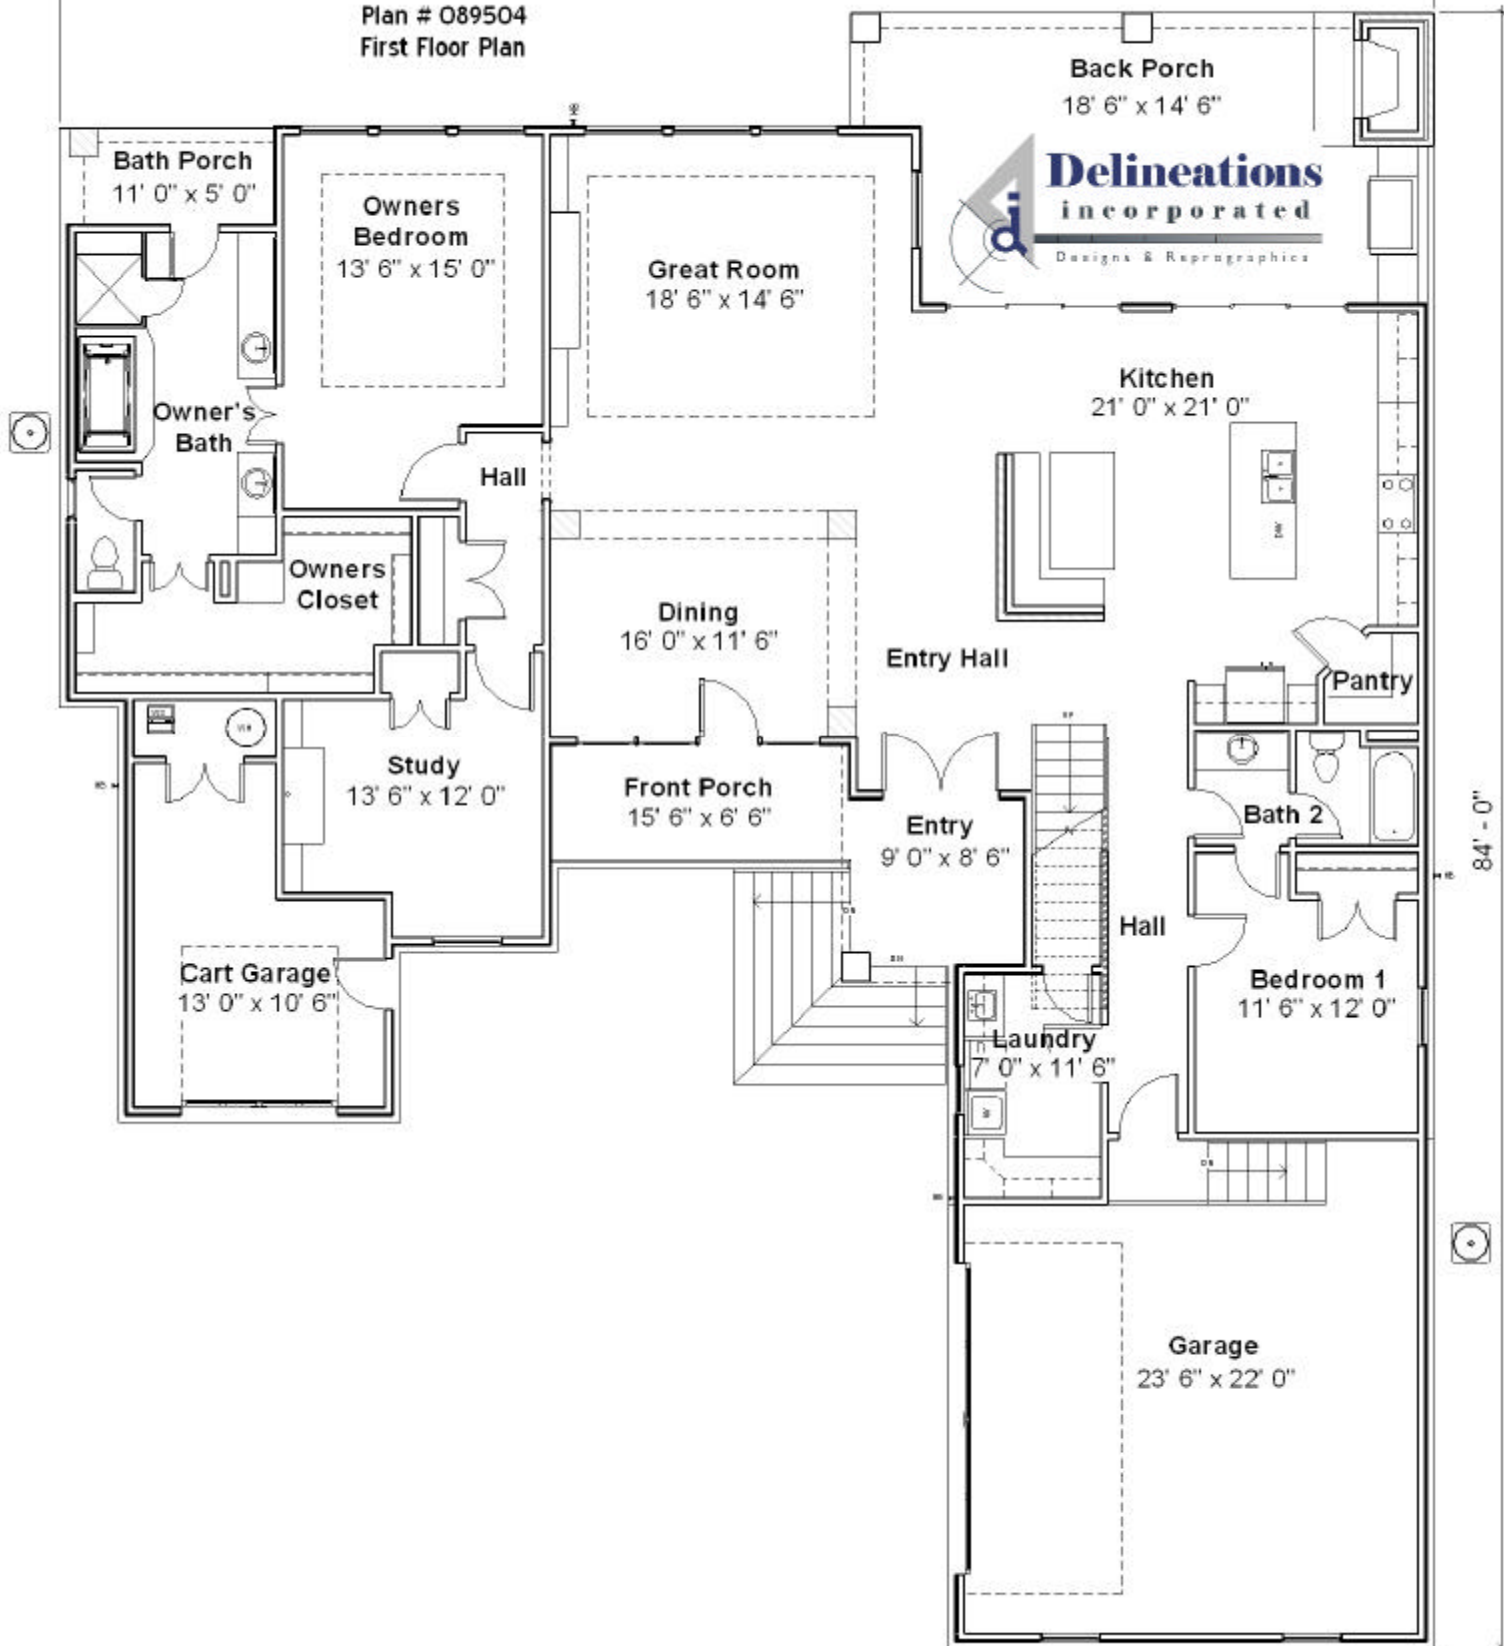 Plan # 089504
First Floor Plan
Back Porch
18' 6" x 14' 6"
Delineations
incorporated
Designs & Reprographics
Bath Porch
11' 0" x 5' 0"
Owners
Bedroom
13' 6" x 15' 0"
Great Room
18' 6" x 14' 6"
Kitchen
21' 0" x 21' 0"
Owner's
Bath
Hall
Owners
Closet
Dining
16' 0" x 11' 6"
Entry Hall
Pantry
UP
Study
13' 6" x 12' 0"
Front Porch
15' 6" x 6' 6"
Entry
9' 0" x 8' 6"
Bath 2
84' - 0"
DN
Hall
DN
Cart Garage
13' 0" x 10' 6"
Bedroom 1
11' 6" x 12' 0"
Laundry
7' 0" x 11' 6"
W
DN
Garage
23' 6" x 22' 0"